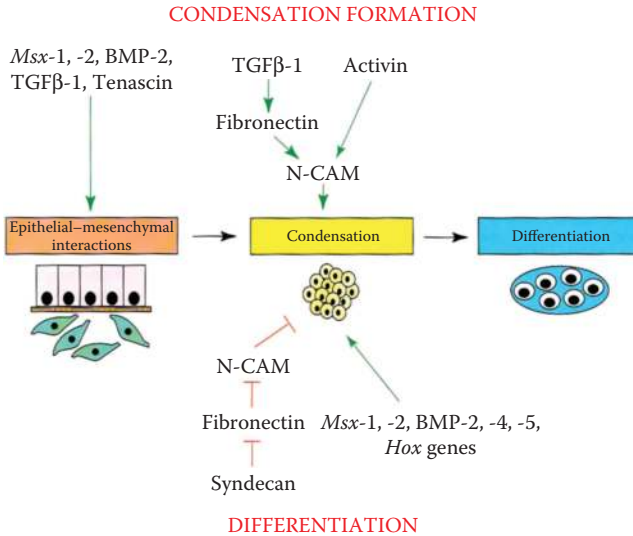 CONDENSATION FORMATION
Msx-1, -2, BMP-2,
TGFβ-1, Tenascin
TGFβ-1
Activin
Fibronectin
N-CAM
Epithelial–mesenchymal
interactions
Condensation
Differentiation
N-CAM
Fibronectin
Syndecan
Msx-1, -2, BMP-2, -4, -5,
Hox genes
DIFFERENTIATION